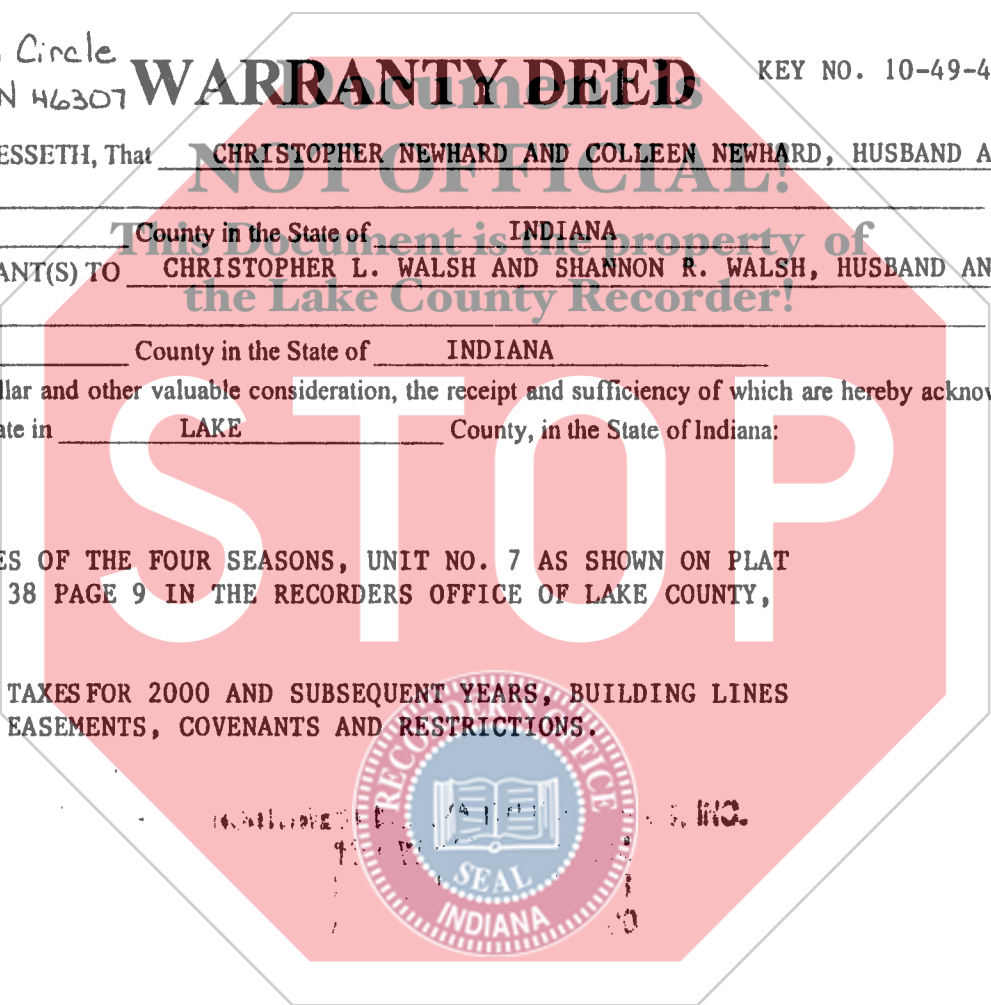 Circle
N 46307
WARRANTY DEED
KEY NO. 10-49-4
Document is
ESSETH, That CHRISTOPHER NEWHARD AND COLLEEN NEWHARD, HUSBAND A
NOT OFFICIAL!
County in the State of INDIANA
This Document is the property of
ANT(S) TO CHRISTOPHER L. WALSH AND SHANNON R. WALSH, HUSBAND AN
the Lake County Recorder!
County in the State of INDIANA
llar and other valuable consideration, the receipt and sufficiency of which are hereby acknow
ate in LAKE County, in the State of Indiana:
STOP
ES OF THE FOUR SEASONS, UNIT NO. 7 AS SHOWN ON PLAT
38 PAGE 9 IN THE RECORDERS OFFICE OF LAKE COUNTY,
TAXES FOR 2000 AND SUBSEQUENT YEARS, BUILDING LINES
EASEMENTS, COVENANTS AND RESTRICTIONS.
RECORDER'S OFFICE
INC.
SEAL
INDIANA